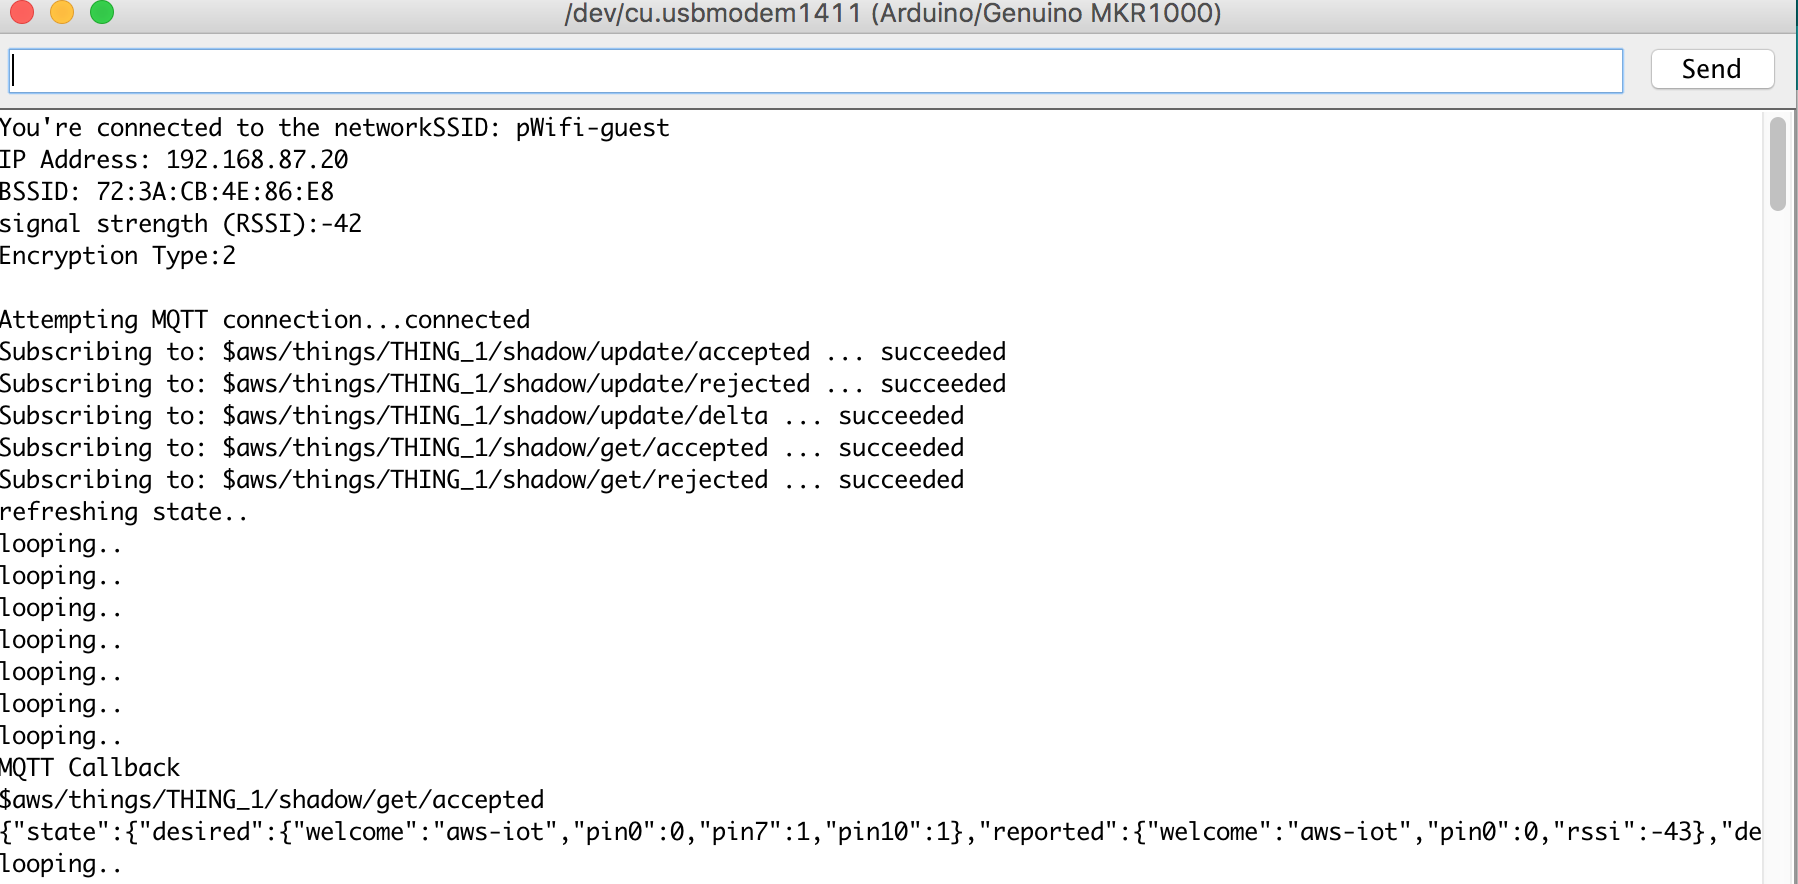 /dev/cu.usbmodem1411 (Arduino/Genuino MKR1000)
Send
You're connected to the networkSSID: pWifi-guest
IP Address: 192.168.87.20
BSSID: 72:3A:CB:4E:86:E8
signal strength (RSSI):-42
Encryption Type:2
Attempting MQTT connection...connected
Subscribing to: $aws/things/THING_1/shadow/update/accepted ... succeeded
Subscribing to: $aws/things/THING_1/shadow/update/rejected ... succeeded
Subscribing to: $aws/things/THING_1/shadow/update/delta ... succeeded
Subscribing to: $aws/things/THING_1/shadow/get/accepted ... succeeded
Subscribing to: $aws/things/THING_1/shadow/get/rejected ... succeeded
refreshing state..
looping..
looping..
looping..
looping..
looping..
looping..
looping..
MQTT Callback
$aws/things/THING_1/shadow/get/accepted
{"state":{"desired":{"welcome":"aws-iot","pin0":0,"pin7":1,"pin10":1},"reported":{"welcome":"aws-iot","pin0":0,"rssi":-43},"de
looping..